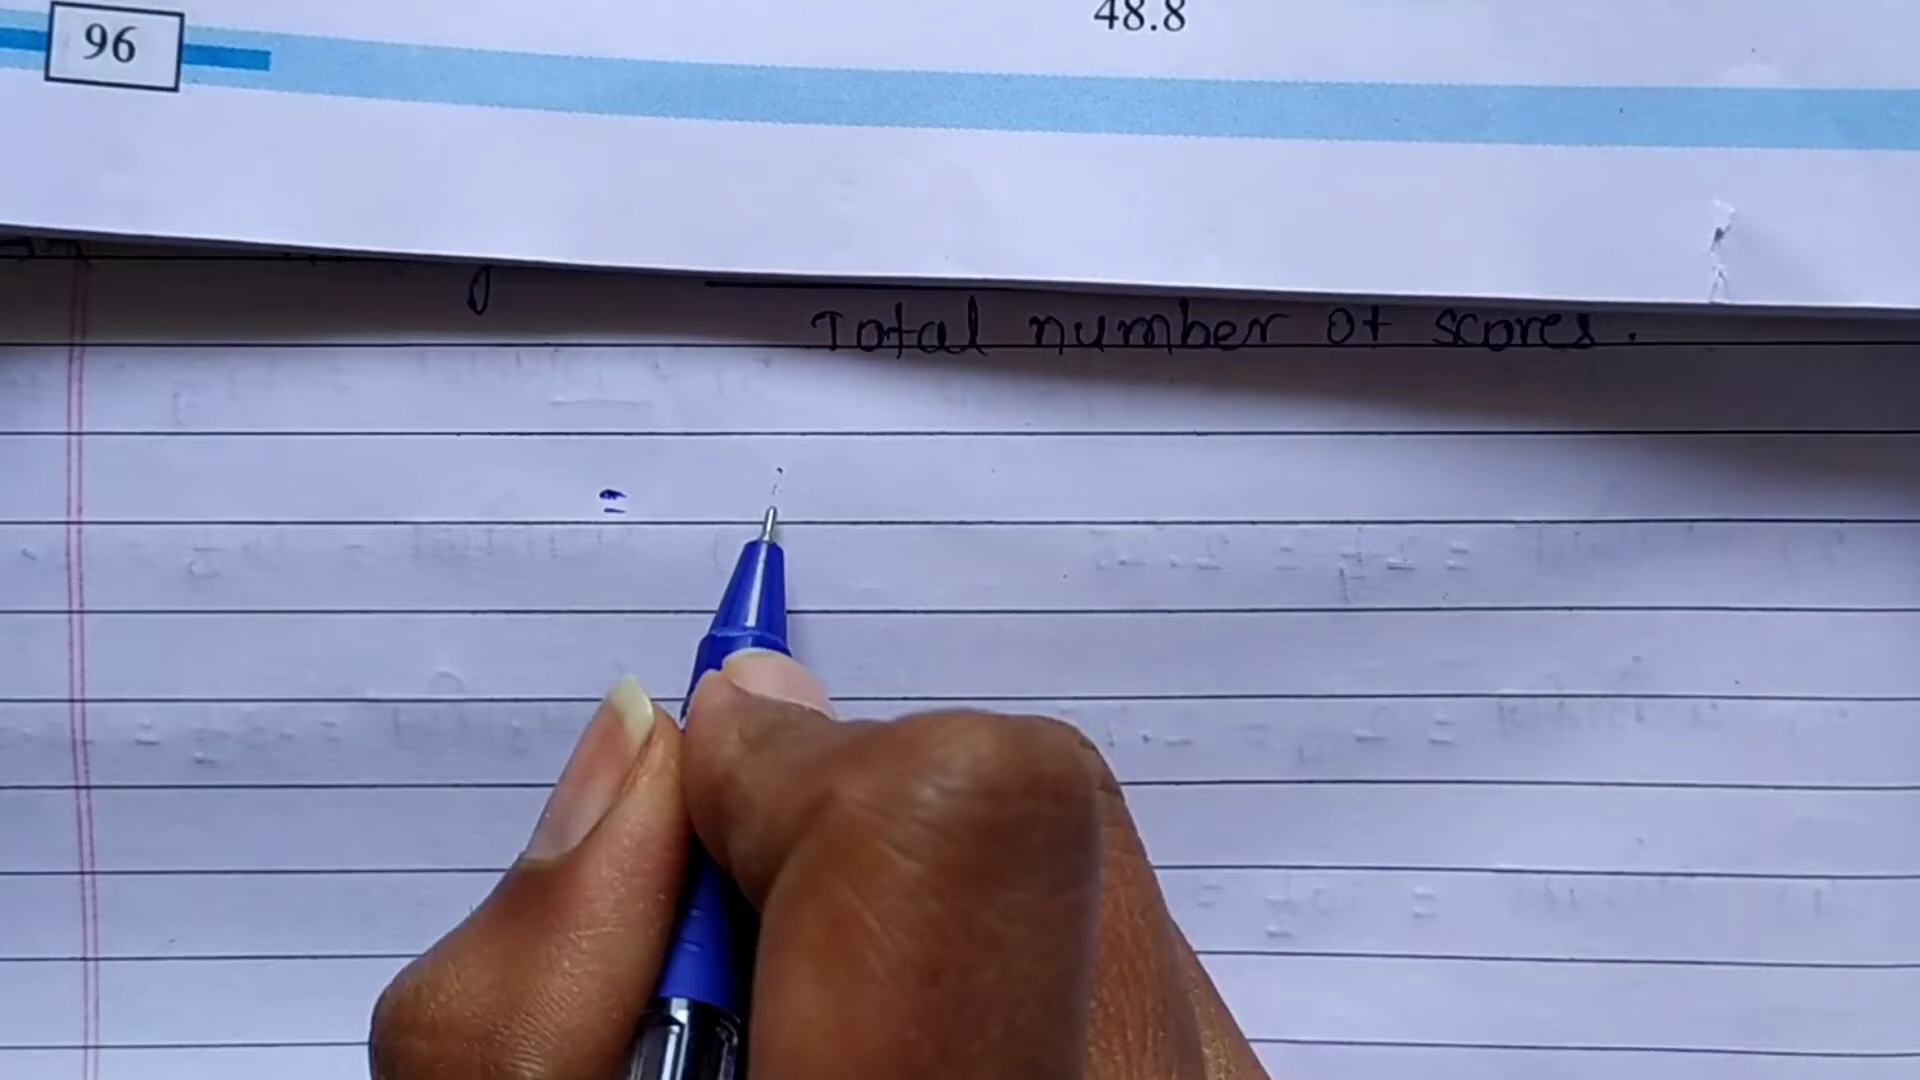 48.8
96
Total number of scores.
=